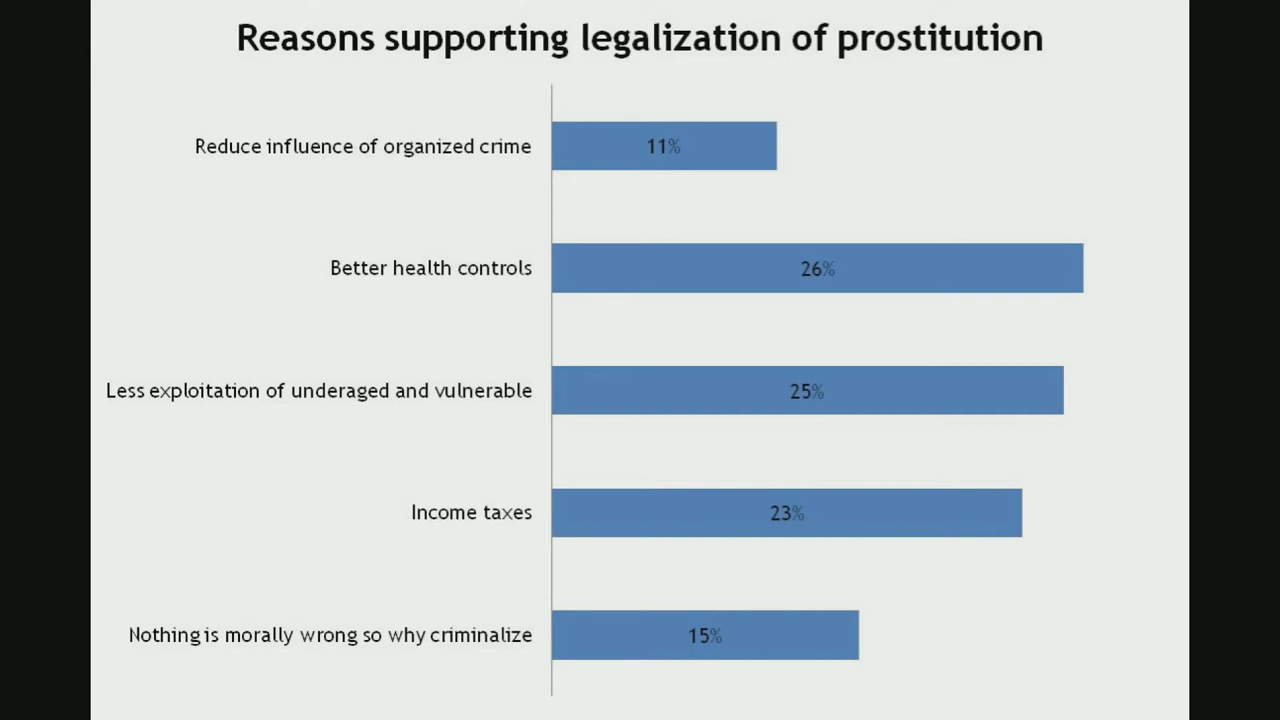 Reasons supporting legalization of prostitution
Reduce influence of organized crime 11%
Better health controls 26%
Less exploitation of underaged and vulnerable 25%
Income taxes 23%
Nothing is morally wrong so why criminalize 15%